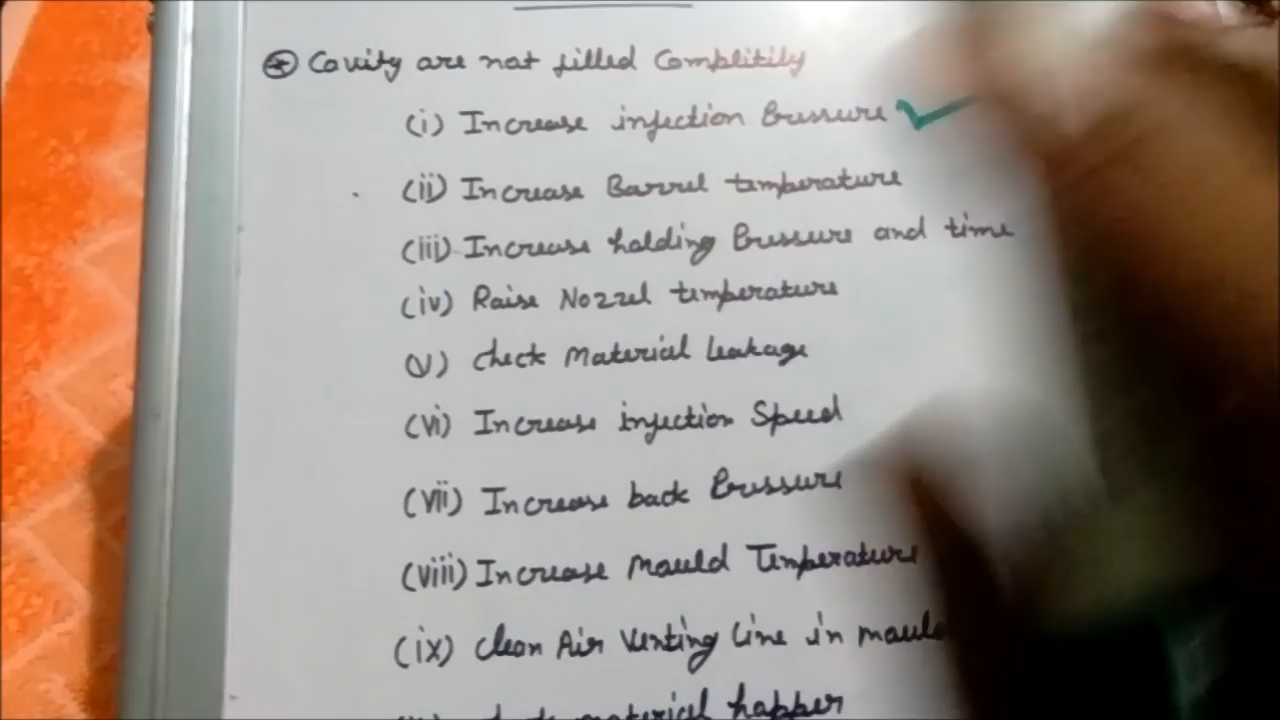 Cavity are not filled Complitily
(i) Increase injection Pressure
(ii) Increase Barrel temperature
(iii) Increase holding Pressure and time
(iv) Raise Nozzel temperature
(v) Check Material Leakage
(vi) Increase injection Speed
(vii) Increase back Pressure
(viii) Increase Mould Temperature
(ix) Clean Air Venting Line in mould
material hopper